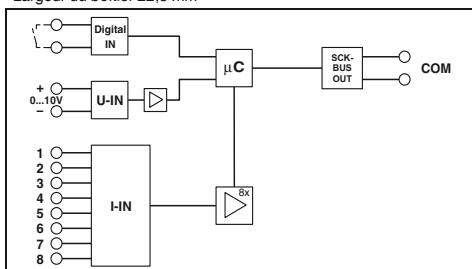 Largeur du boîtier 22,5 mm
Digital
IN
+
0...10V
–
U-IN
µC
SCK-
BUS
OUT
COM
1
2
3
4
5
6
7
8
I-IN
8x